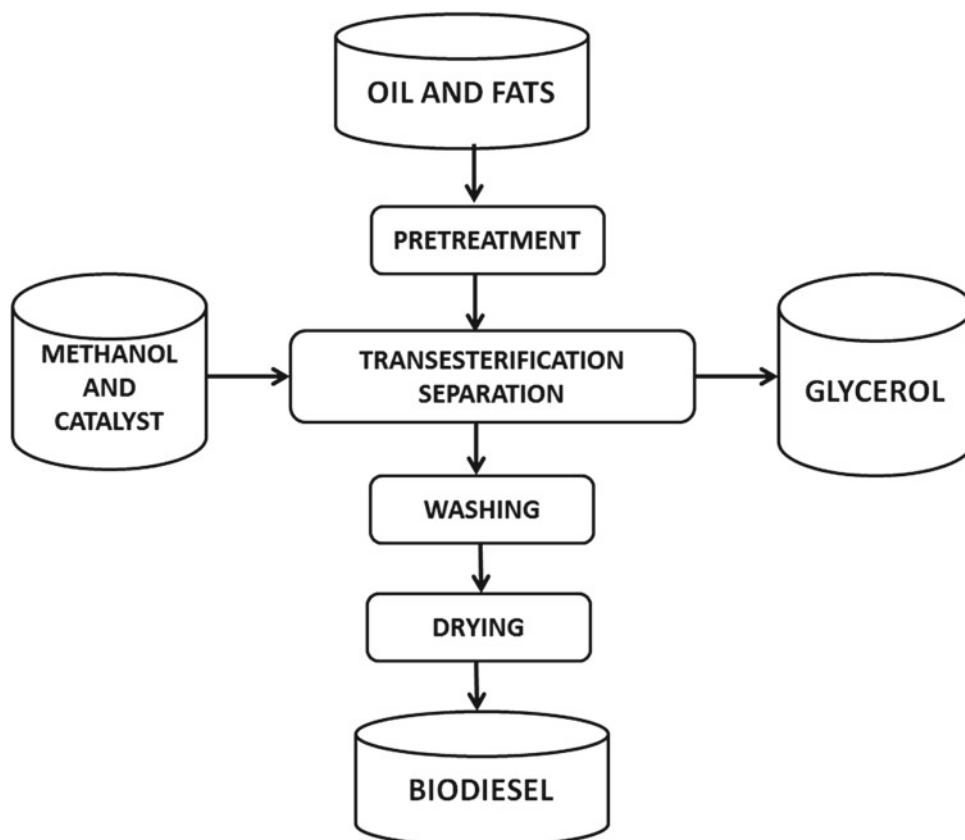 OIL AND FATS
PRETREATMENT
METHANOL
AND
CATALYST
TRANSESTERIFICATION
SEPARATION
GLYCEROL
WASHING
DRYING
BIODIESEL